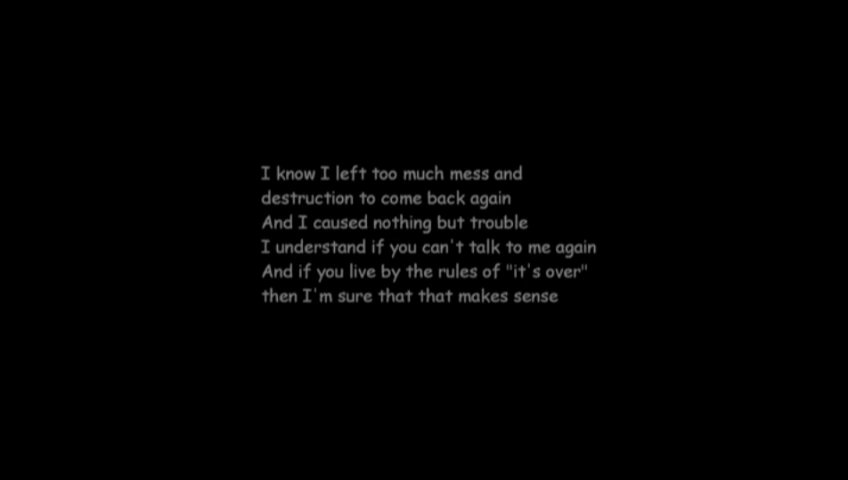 I know I left too much mess and
destruction to come back again
And I caused nothing but trouble
I understand if you can't talk to me again
And if you live by the rules of "it's over"
then I'm sure that that makes sense